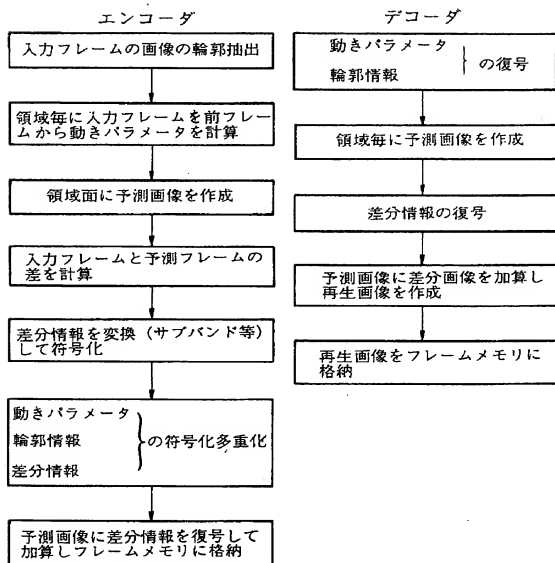 エンコーダ
入力フレームの画像の輪郭抽出
領域毎に入力フレームを前フレー
ムから動きパラメータを計算
領域面に予測画像を作成
入力フレームと予測フレームの
差を計算
差分情報を変換(サブバンド等)
して符号化
動きパラメータ
輪郭情報
差分情報
の符号化多重化
予測画像に差分情報を復号して
加算しフレームメモリに格納
デコーダ
動きパラメータ
輪郭情報
の復号
領域毎に予測画像を作成
差分情報の復号
予測画像に差分画像を加算し
再生画像を作成
再生画像をフレームメモリに
格納